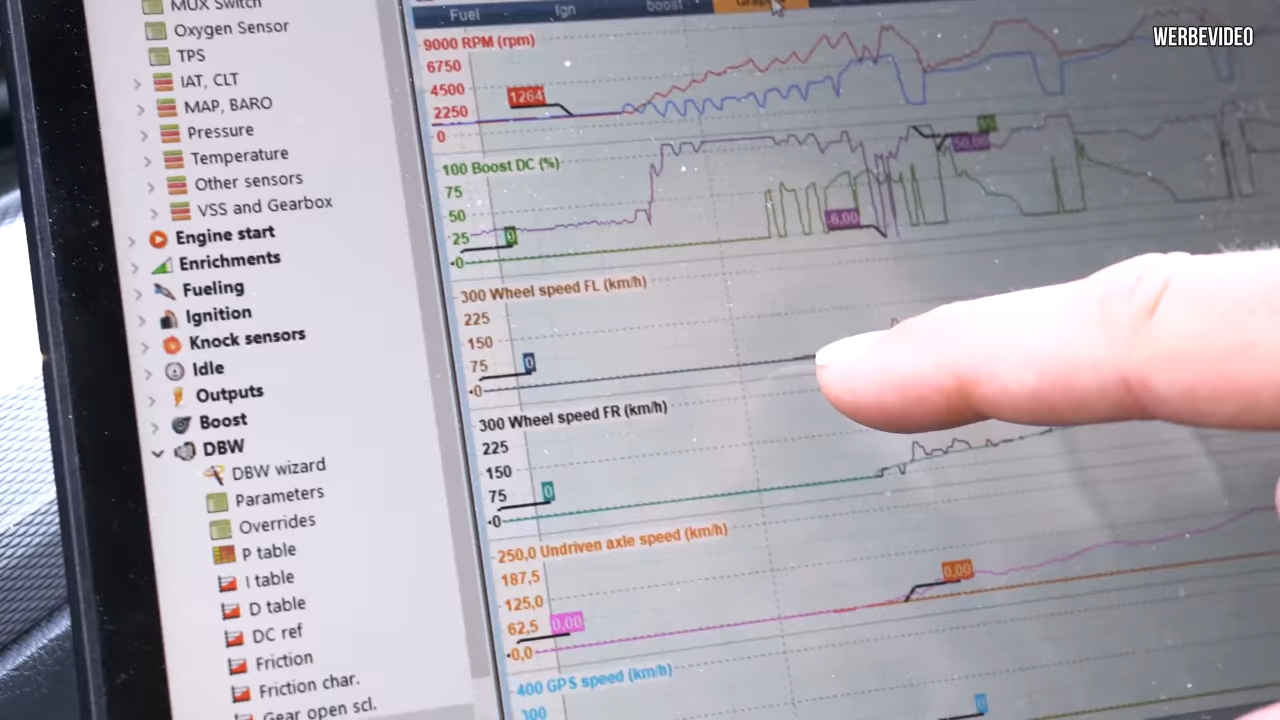 MUX Switch
Oxygen Sensor
TPS
IAT, CLT
MAP, BARO
Pressure
Temperature
Other sensors
VSS and Gearbox
Engine start
Enrichments
Fueling
Ignition
Knock sensors
Idle
Outputs
Boost
DBW
DBW wizard
Parameters
Overrides
P table
I table
D table
DC ref
Friction
Friction char.
Gear open scl.
Fuel Ign boost
WERBEVIDEO
9000 RPM (rpm)
6750
4500
2250
0
1264
100 Boost DC (%)
75
50
25
0
0
50,00
-6,00
300 Wheel speed FL (km/h)
225
150
75
0
0
300 Wheel speed FR (km/h)
225
150
75
0
0
250,0 Undriven axle speed (km/h)
187,5
125,0
62,5
0,0
0,00
0,00
400 GPS speed (km/h)
300